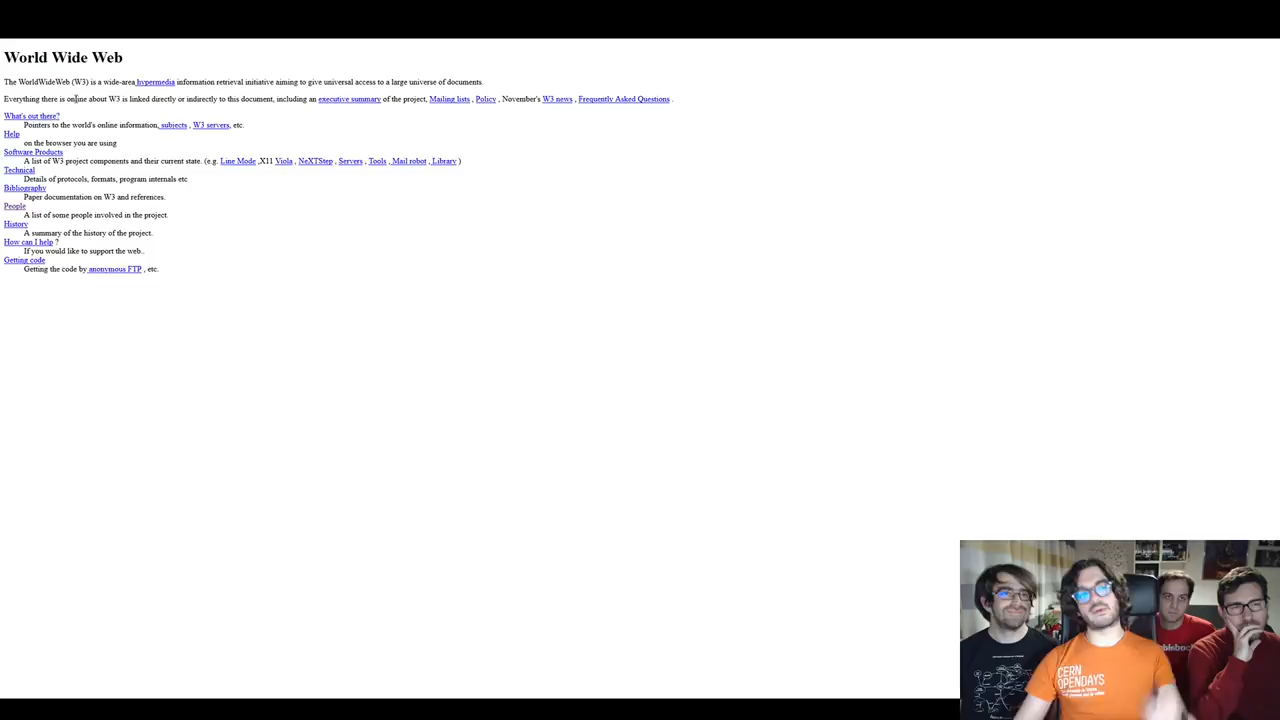 World Wide Web
The WorldWideWeb (W3) is a wide-area hypermedia information retrieval initiative aiming to give universal access to a large universe of documents.
Everything there is online about W3 is linked directly or indirectly to this document, including an executive summary of the project, Mailing lists , Policy , November's W3 news , Frequently Asked Questions .
What's out there?
Pointers to the world's online information, subjects , W3 servers, etc.
Help
on the browser you are using
Software Products
A list of W3 project components and their current state. (e.g. Line Mode ,X11 Viola , NeXTStep , Servers , Tools , Mail robot , Library )
Technical
Details of protocols, formats, program internals etc
Bibliography
Paper documentation on W3 and references.
People
A list of some people involved in the project.
History
A summary of the history of the project.
How can I help ?
If you would like to support the web..
Getting code
Getting the code by anonymous FTP , etc.
CERN
OPENDAYS